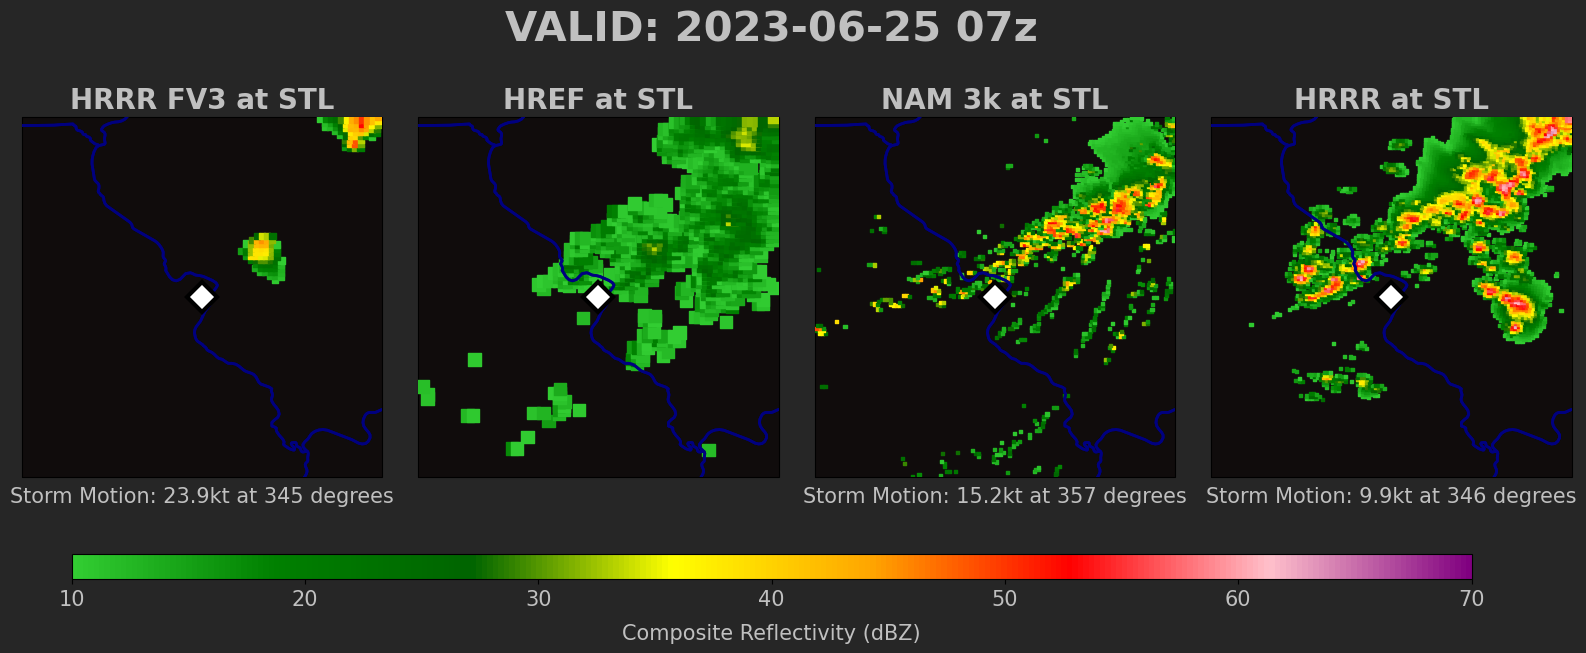 VALID: 2023-06-25 07z
HRRR FV3 at STL
HREF at STL
NAM 3k at STL
HRRR at STL
Storm Motion: 23.9kt at 345 degrees
Storm Motion: 15.2kt at 357 degrees
Storm Motion: 9.9kt at 346 degrees
10 20 30 40 50 60 70
Composite Reflectivity (dBZ)